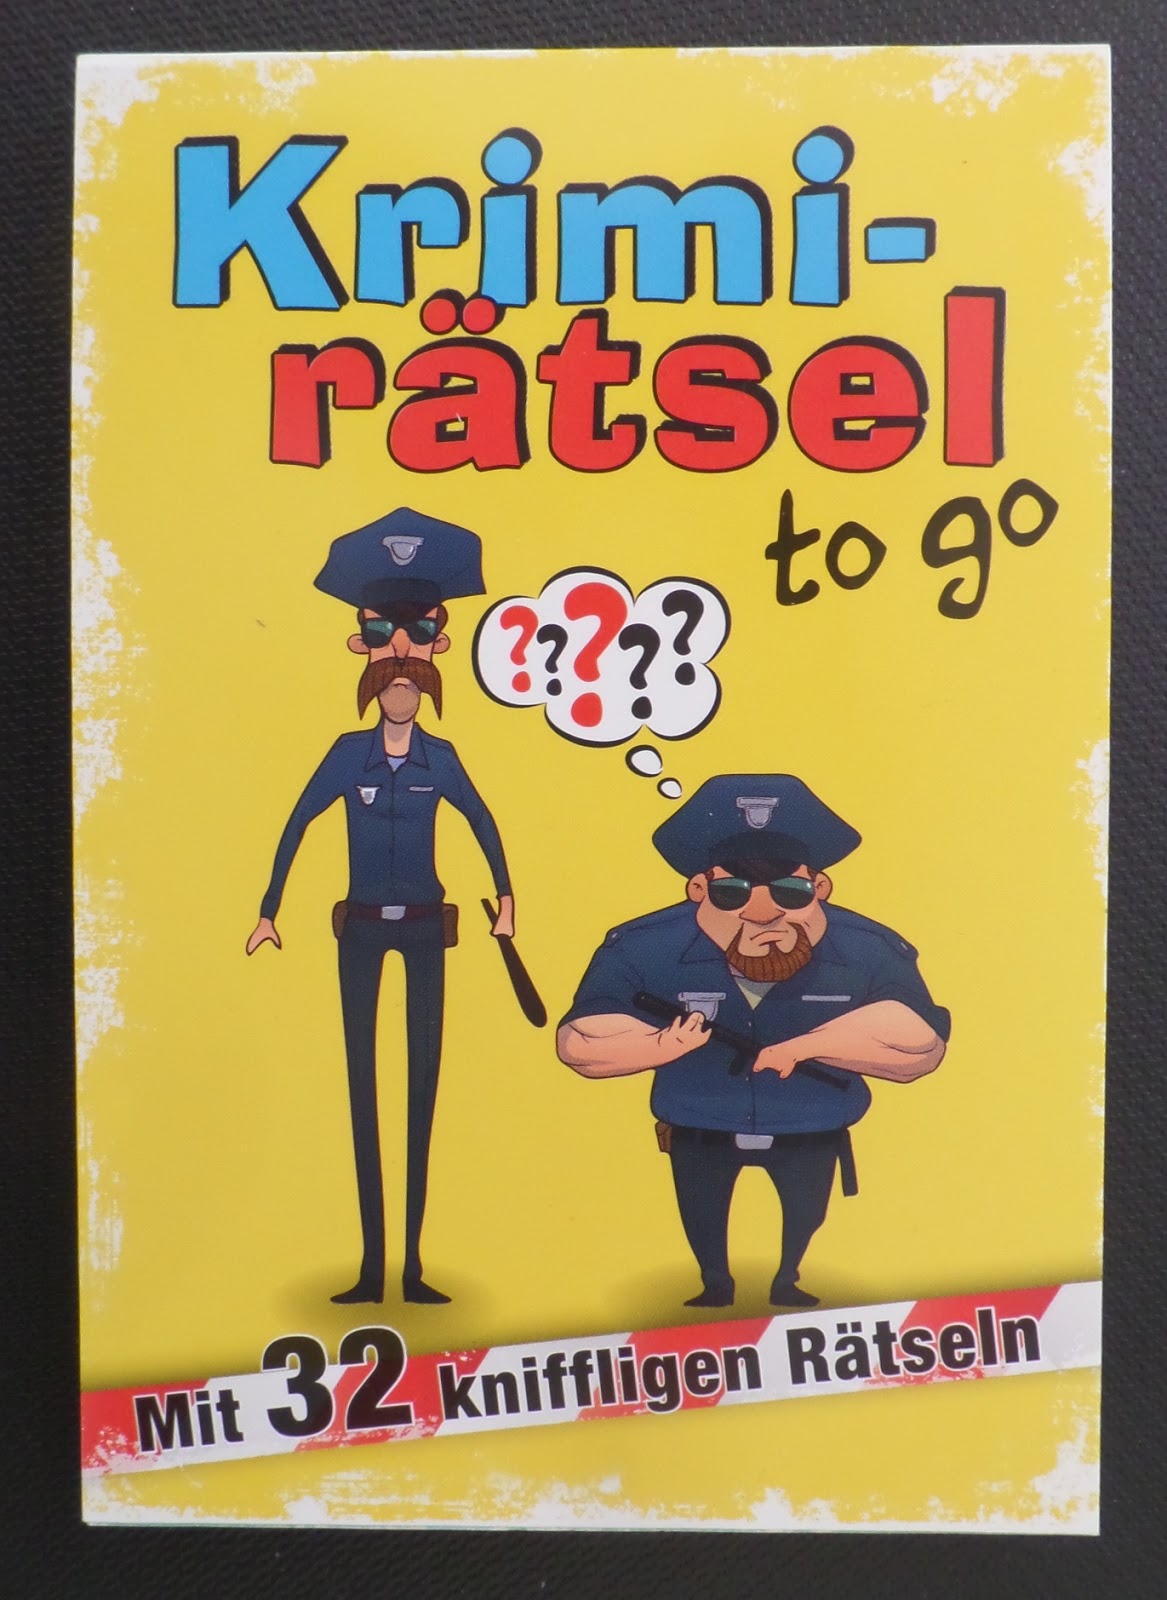 Krimi-
rätsel
to go
? ? ? ? ?
Mit 32 kniffligen Rätseln